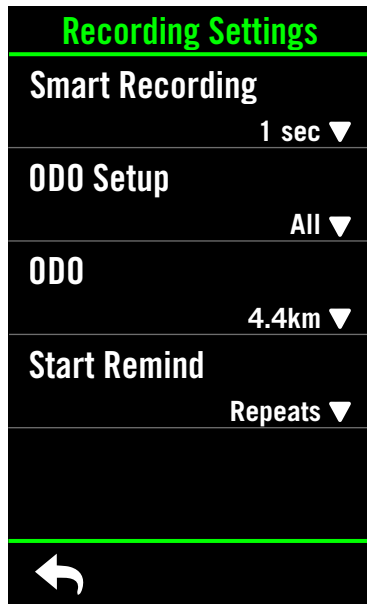 Recording Settings
Smart Recording
1 sec
ODO Setup
All
ODO
4.4km
Start Remind
Repeats